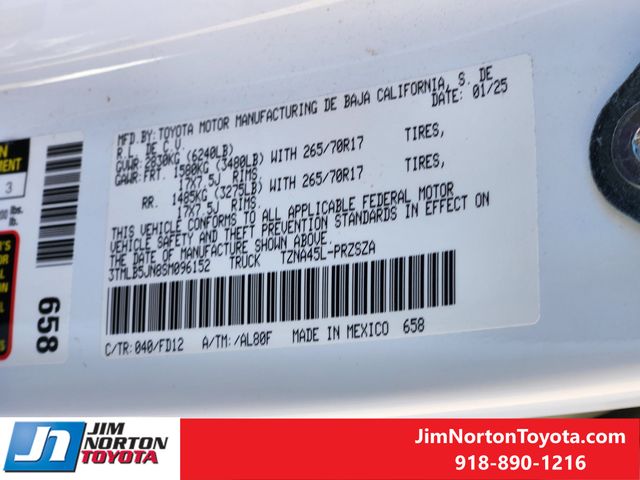 MFD.BY:TOYOTA MOTOR MANUFACTURING DE BAJA CALIFORNIA, S. DE
R.L. DE C.V. DATE: 01/25
GVWR: 2830KG (6240LB)
GAWR:FRT. 1580KG (3480LB) WITH 265/70R17 TIRES,
17X7.5J RIMS
RR. 1485KG (3275LB) WITH 265/70R17 TIRES,
17X7.5J RIMS
THIS VEHICLE CONFORMS TO ALL APPLICABLE FEDERAL MOTOR
VEHICLE SAFETY AND THEFT PREVENTION STANDARDS IN EFFECT ON
THE DATE OF MANUFACTURE SHOWN ABOVE.
3TMLB5JN8SM096152 TRUCK TZNA45L-PRZSZA
C/TR: 040/FD12 A/TM: /AL80F MADE IN MEXICO 658
658
3
lbs.
JN JIM
NORTON
TOYOTA
JimNortonToyota.com
918-890-1216